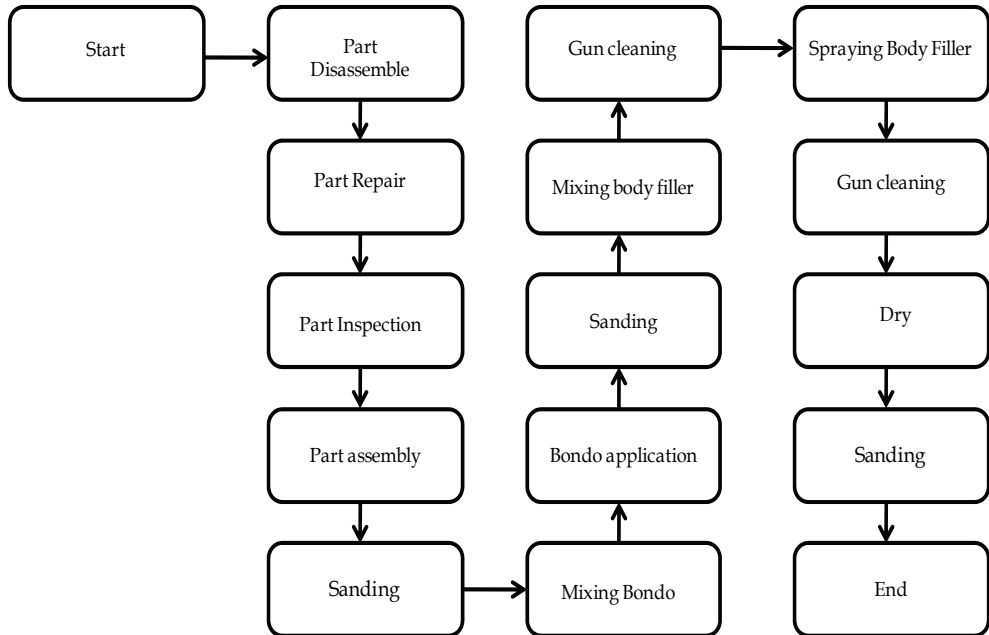 Start
Part
Disassemble
Part Repair
Part Inspection
Part assembly
Sanding
Mixing Bondo
Bondo application
Sanding
Mixing body filler
Gun cleaning
Spraying Body Filler
Gun cleaning
Dry
Sanding
End